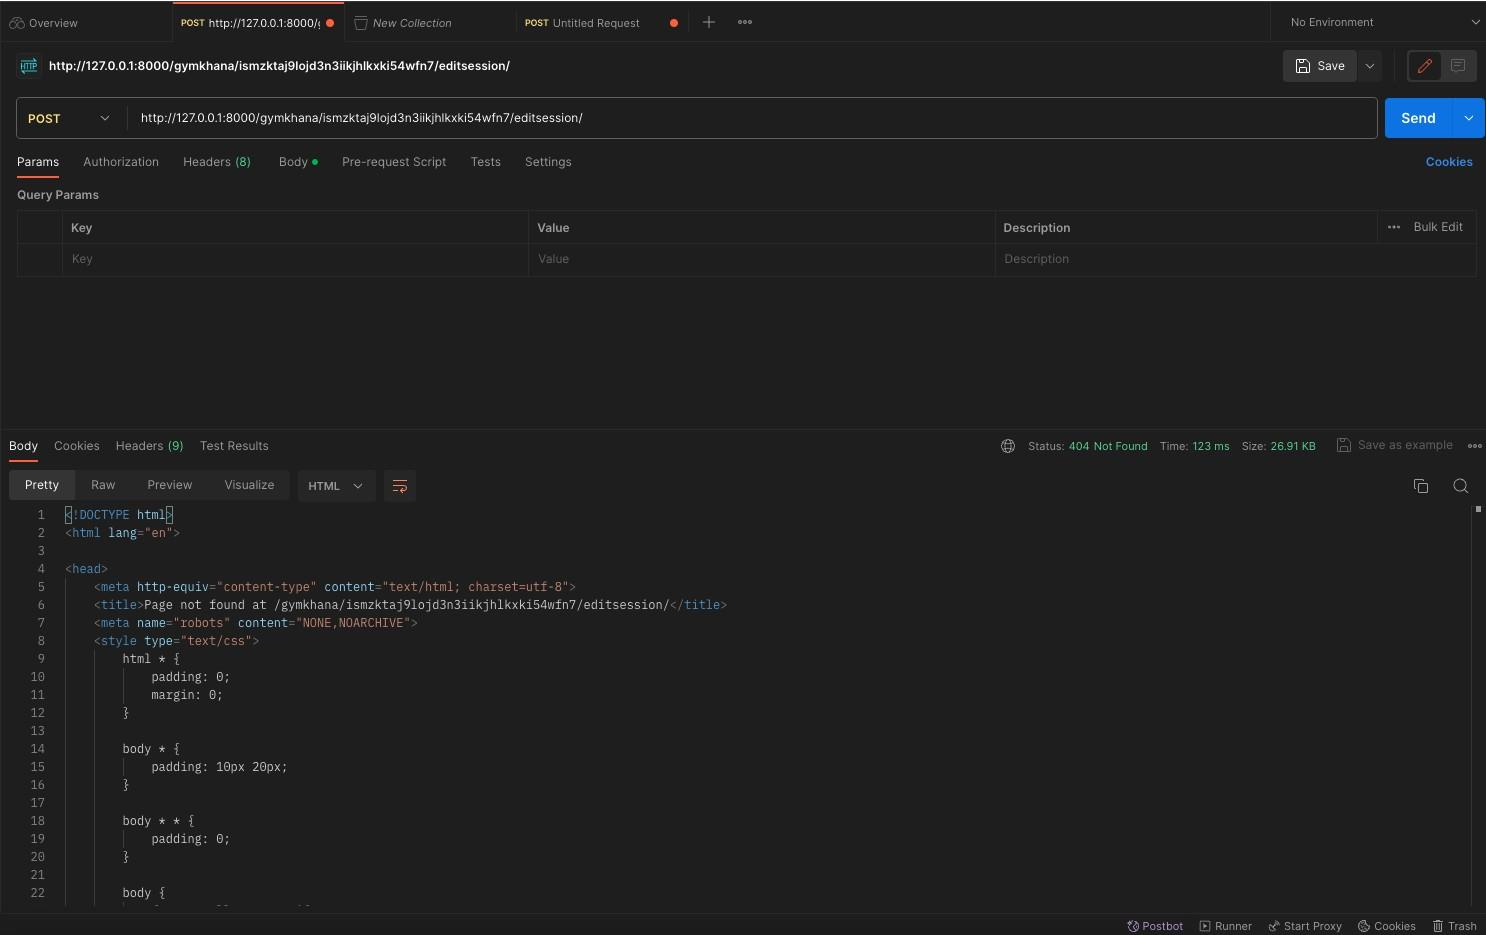 Overview
POST http://127.0.0.1:8000/g
New Collection
POST Untitled Request
No Environment
HTTP http://127.0.0.1:8000/gymkhana/ismzktaj9lojd3n3iikjhlkxki54wfn7/editsession/
Save
POST
http://127.0.0.1:8000/gymkhana/ismzktaj9lojd3n3iikjhlkxki54wfn7/editsession/
Send
Params Authorization Headers (8) Body Pre-request Script Tests Settings
Cookies
Query Params
Key Value Description Bulk Edit
Key Value Description
Body Cookies Headers (9) Test Results
Status: 404 Not Found Time: 123 ms Size: 26.91 KB Save as example
Pretty Raw Preview Visualize HTML
1 <!DOCTYPE html>
2 <html lang="en">
3
4 <head>
5 <meta http-equiv="content-type" content="text/html; charset=utf-8">
6 <title>Page not found at /gymkhana/ismzktaj9lojd3n3iikjhlkxki54wfn7/editsession/</title>
7 <meta name="robots" content="NONE,NOARCHIVE">
8 <style type="text/css">
9 html * {
10 padding: 0;
11 margin: 0;
12 }
13
14 body * {
15 padding: 10px 20px;
16 }
17
18 body * * {
19 padding: 0;
20 }
21
22 body {
Postbot Runner Start Proxy Cookies Trash